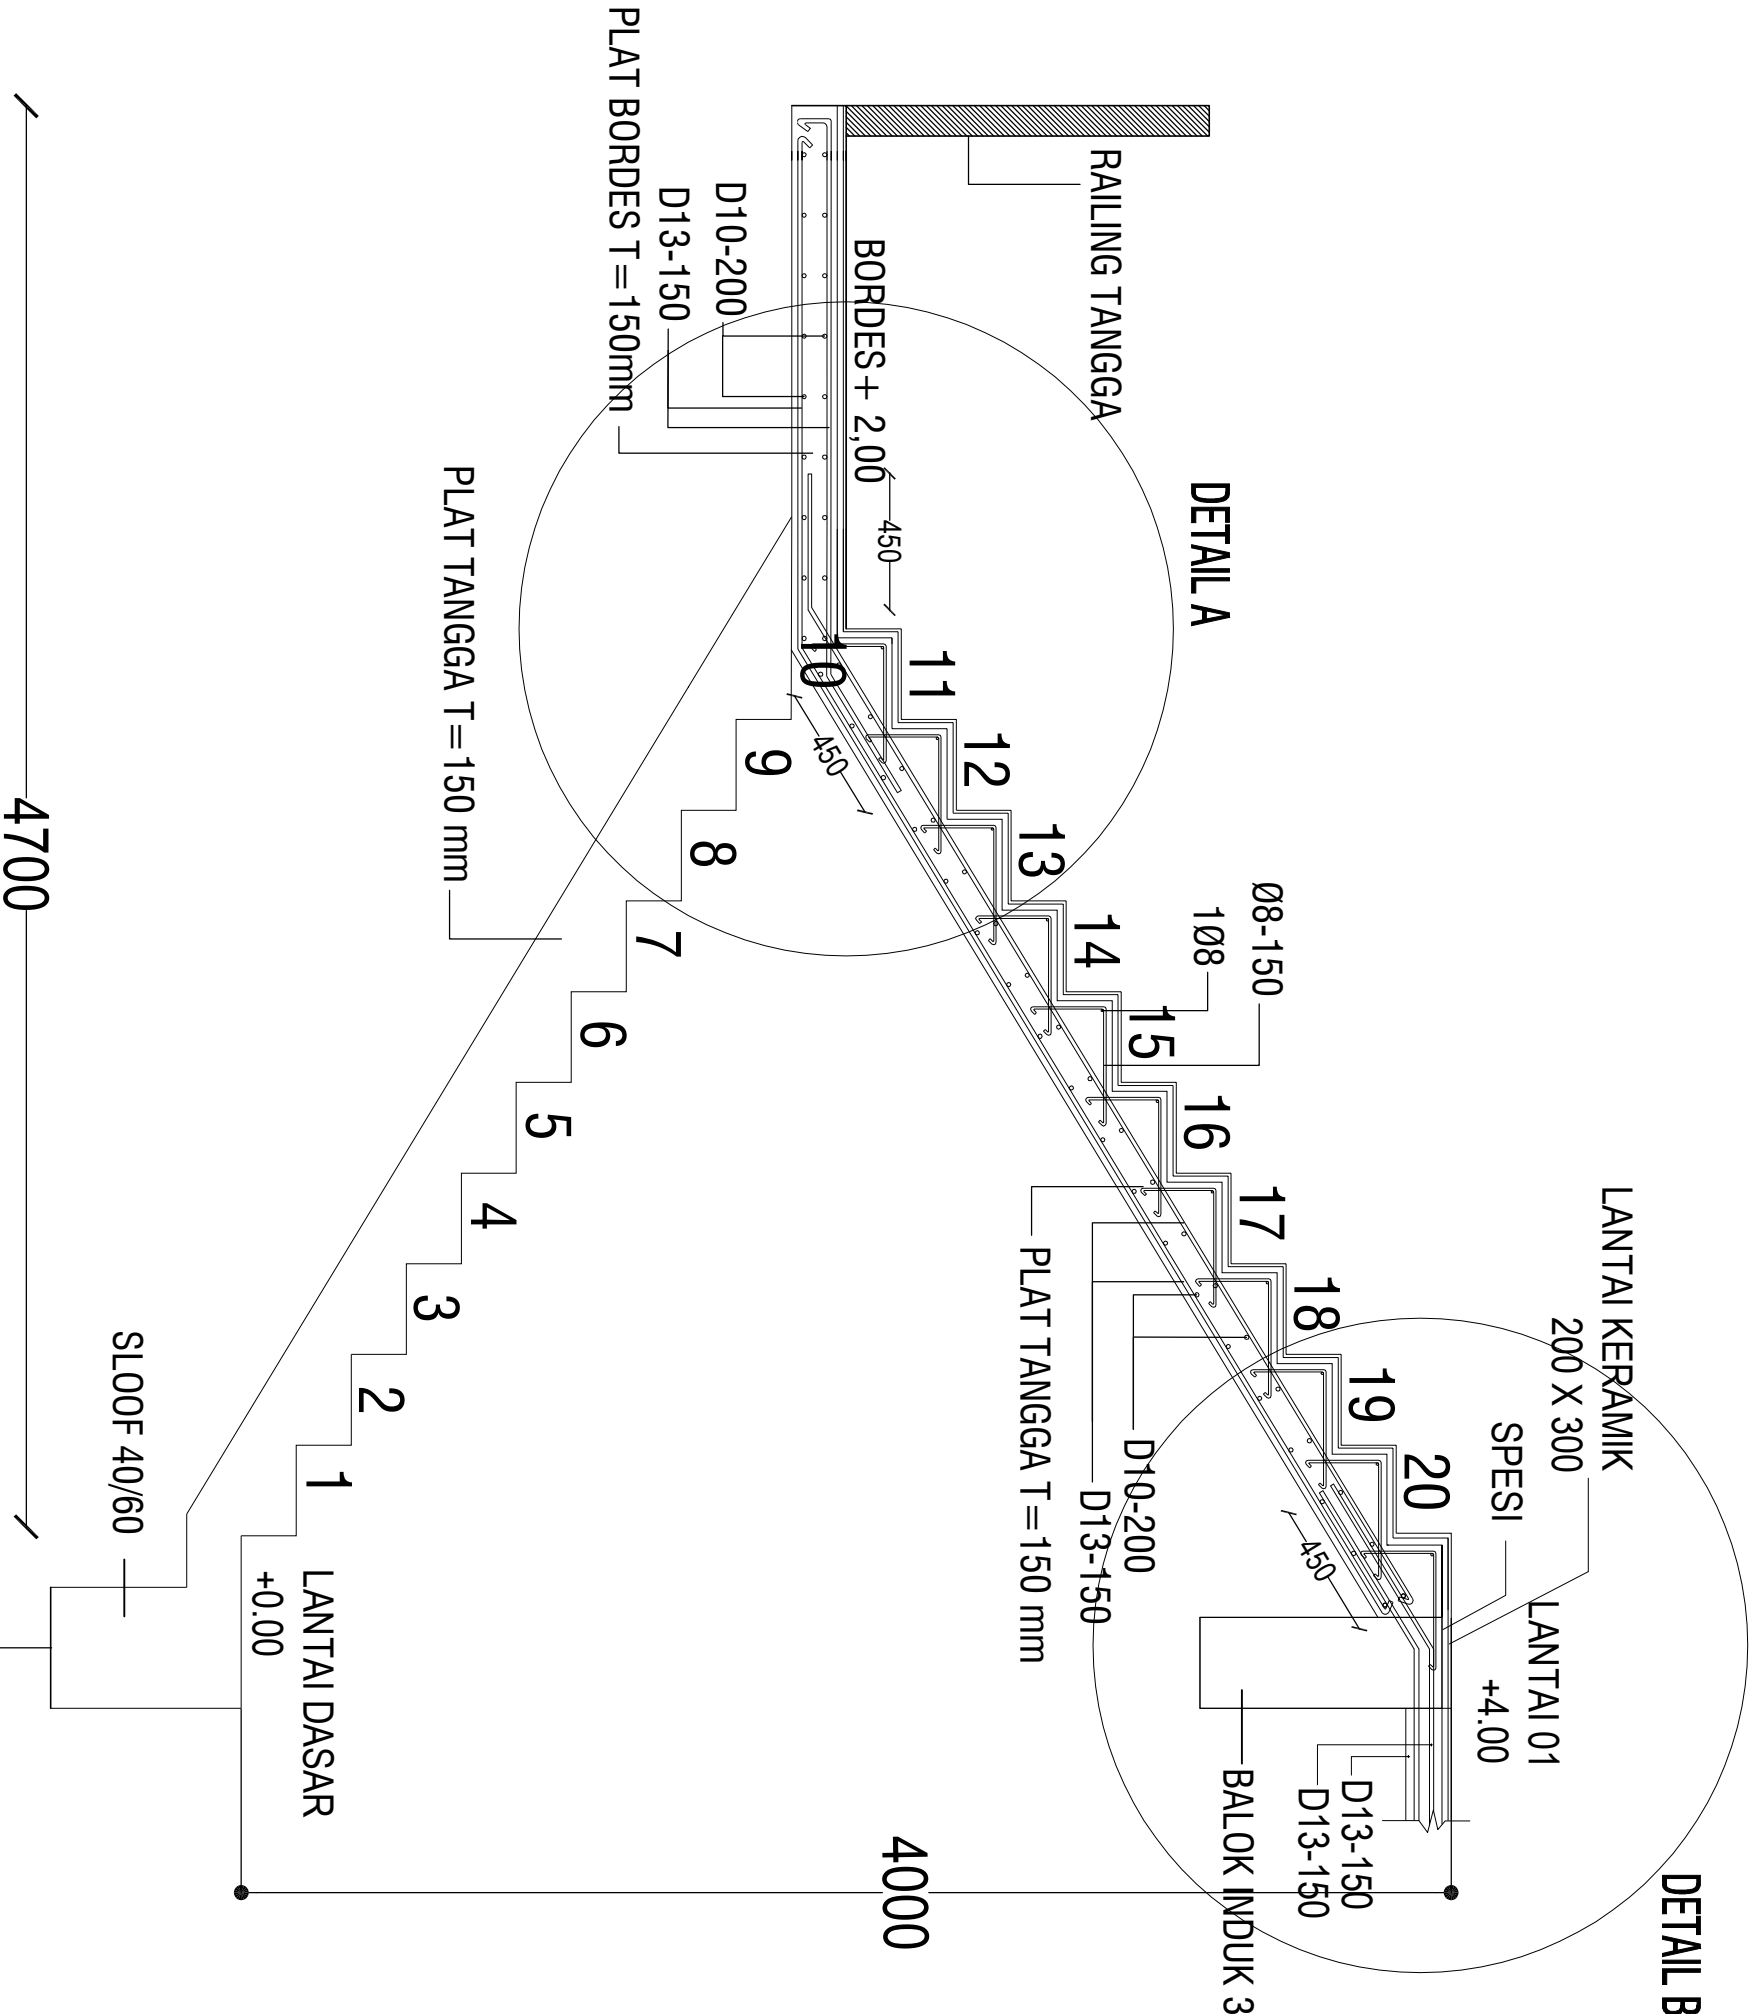 DETAIL B
LANTAI KERAMIK
200 X 300
SPESI
LANTAI 01
+4.00
D13-150
D13-150
BALOK INDUK 3
DETAIL A
RAILING TANGGA
Ø8-150
1Ø8
BORDES+ 2,00
450
11
12
13
14
15
16
17
18
19
20
450
450
D10-200
D13-150
PLAT TANGGA T=150 mm
4000
D10-200
D13-150
PLAT BORDES T=150mm
10
9
8
7
6
5
4
3
2
1
PLAT TANGGA T=150 mm
LANTAI DASAR
+0.00
SLOOF 40/60
4700